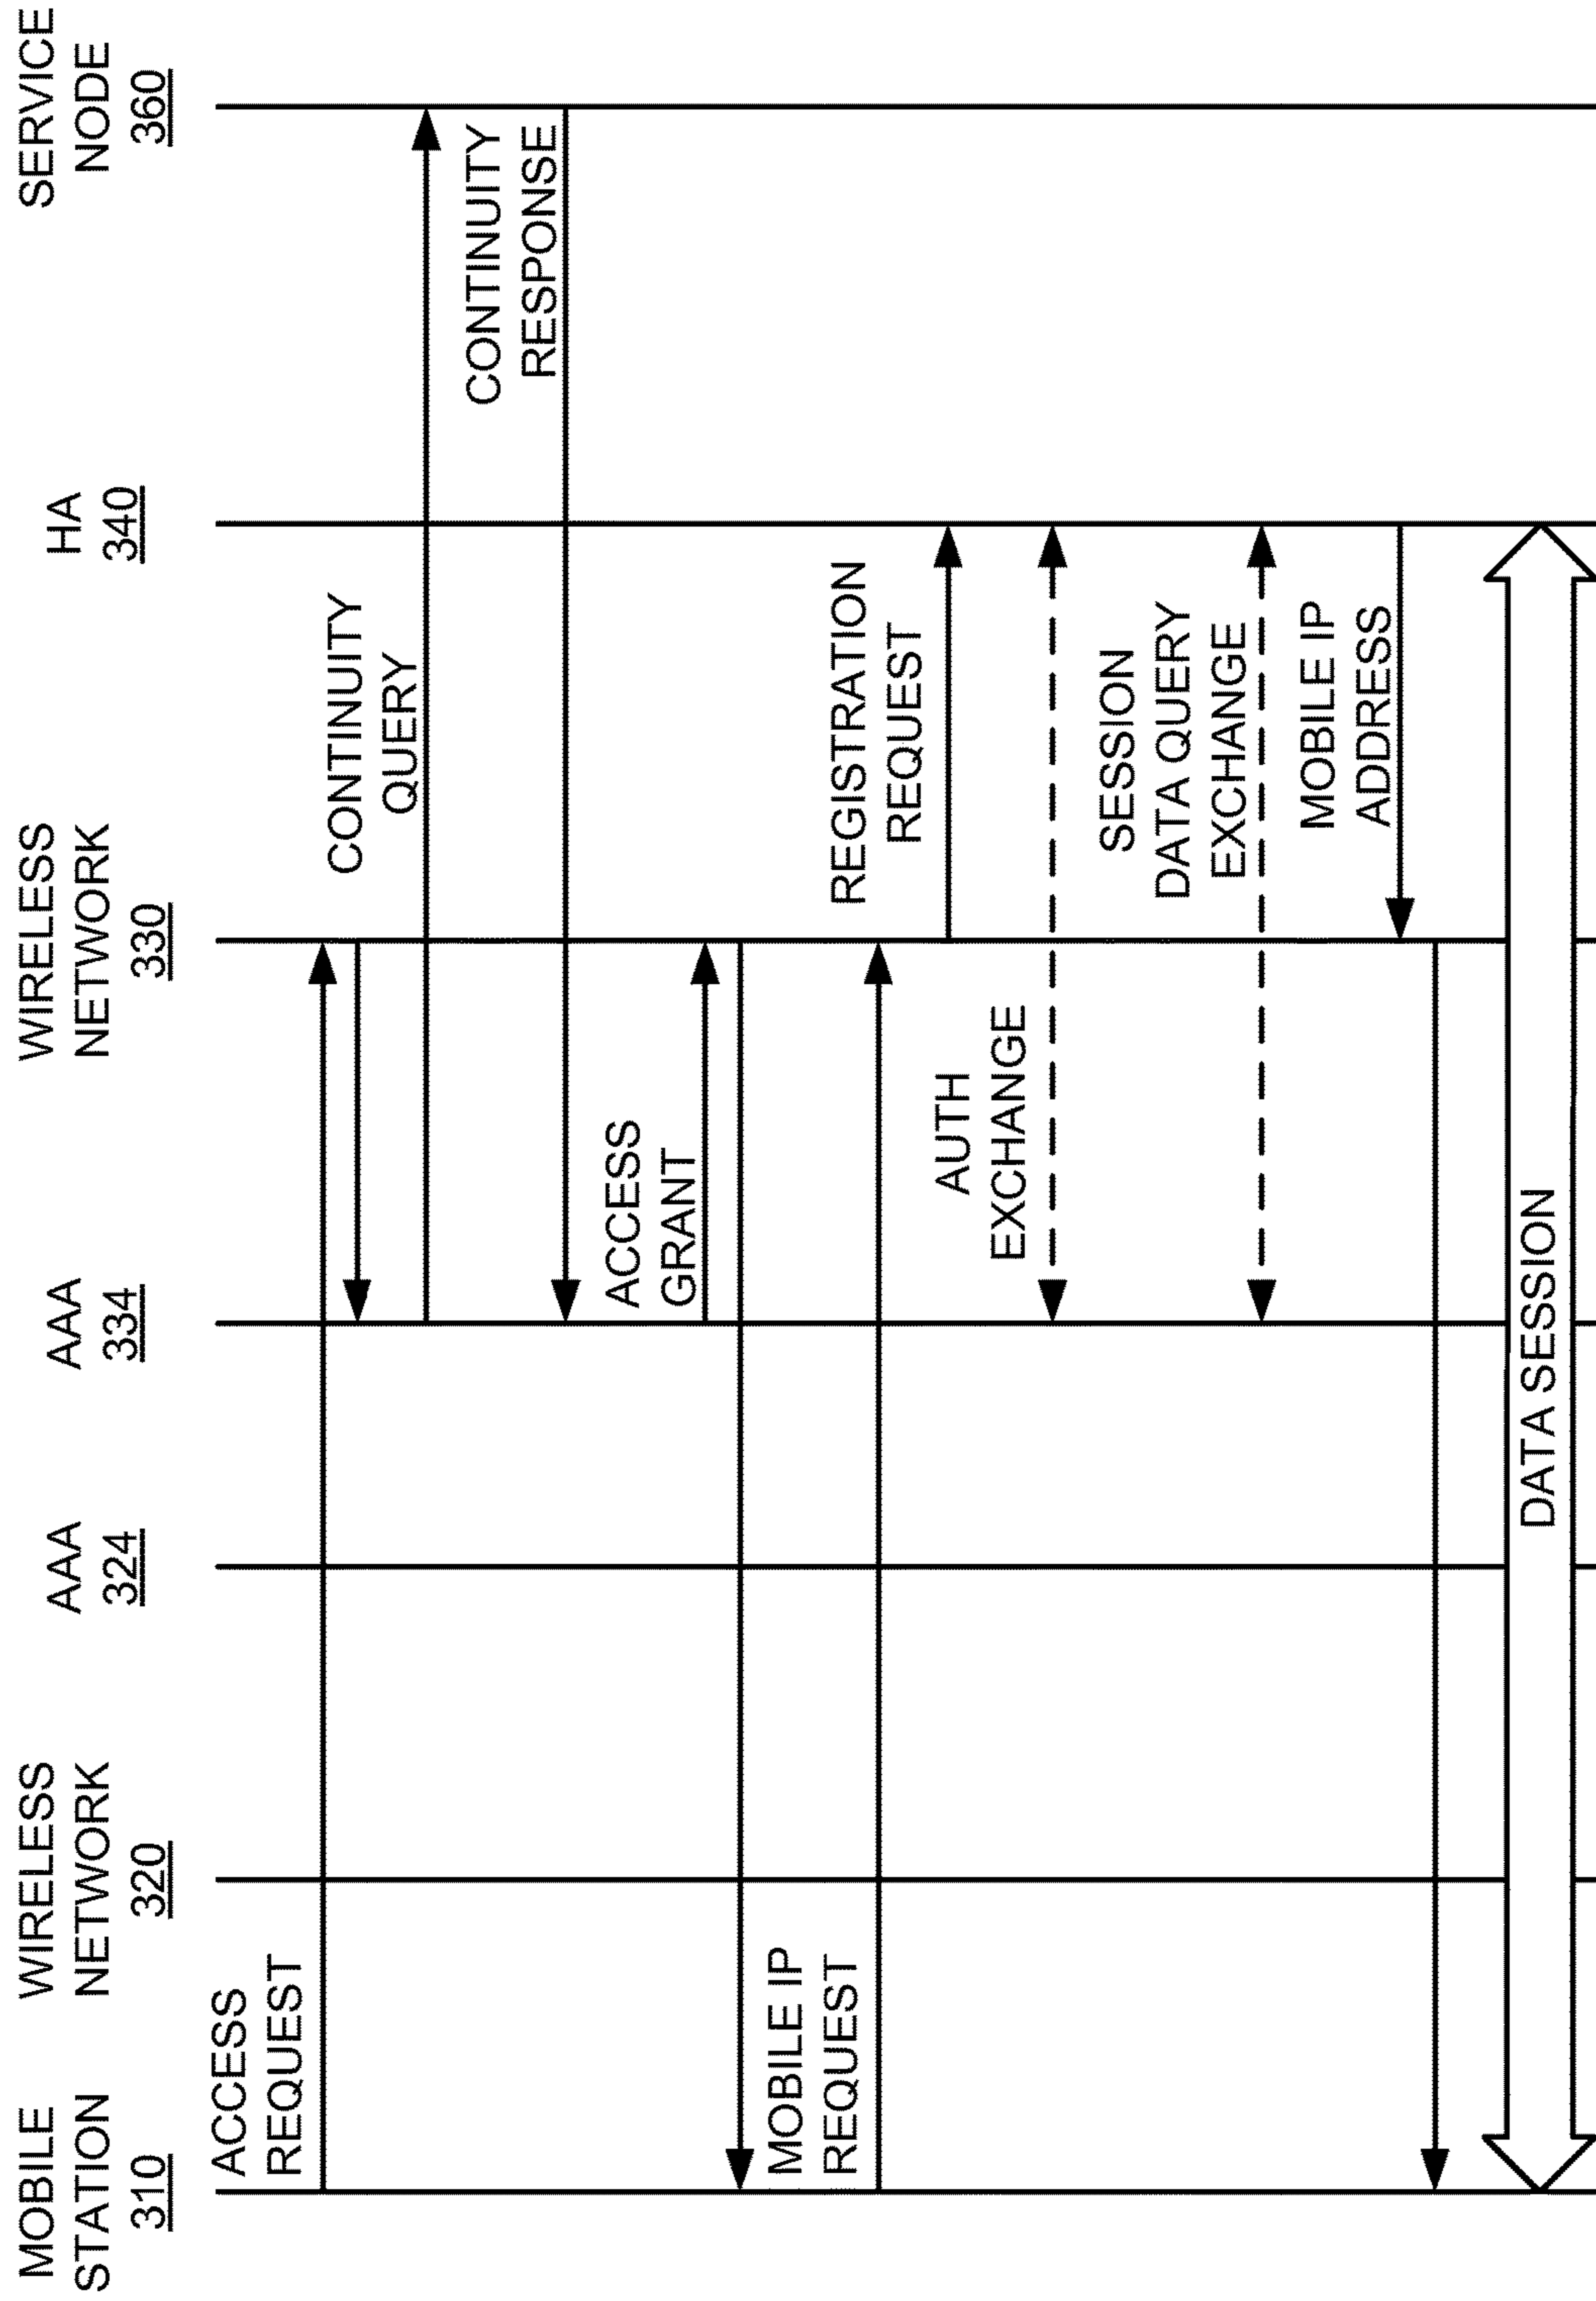 MOBILE
STATION
310
WIRELESS
NETWORK
320
AAA
324
AAA
334
WIRELESS
NETWORK
330
HA
340
SERVICE
NODE
360
ACCESS
REQUEST
CONTINUITY
QUERY
CONTINUITY
RESPONSE
ACCESS
GRANT
MOBILE IP
REQUEST
REGISTRATION
REQUEST
AUTH
EXCHANGE
SESSION
DATA QUERY
EXCHANGE
MOBILE IP
ADDRESS
DATA SESSION